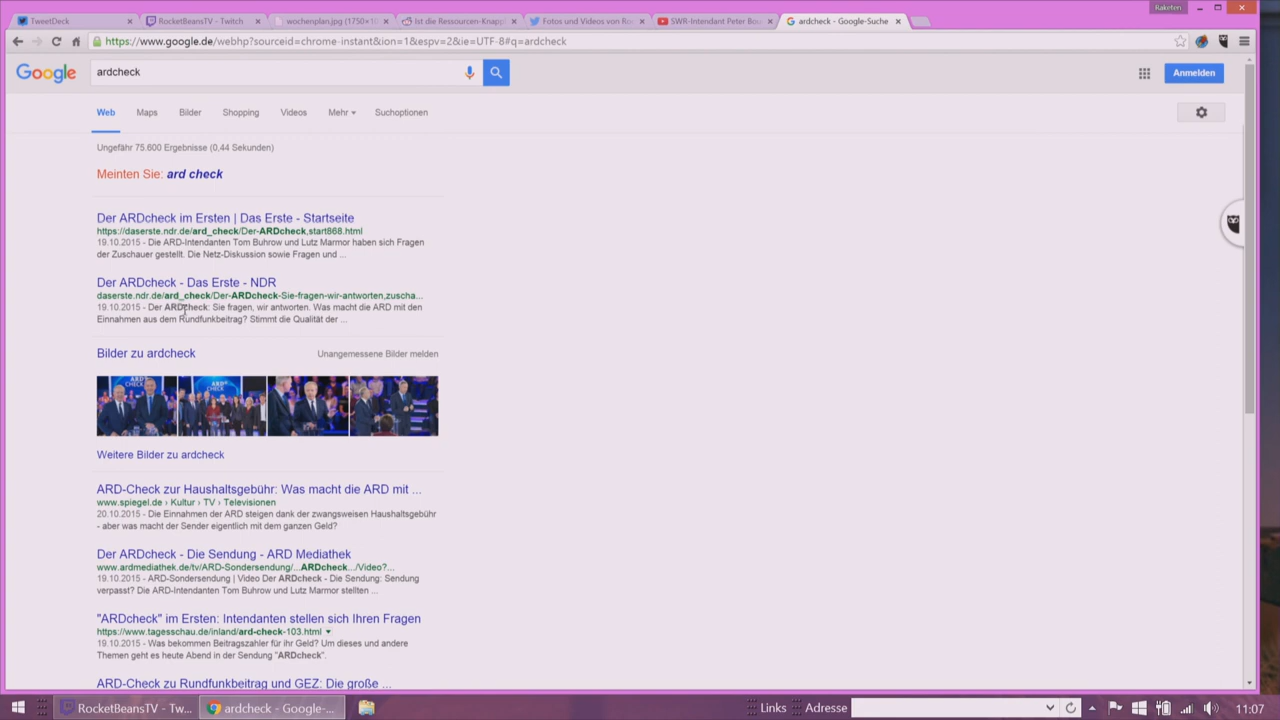 TweetDeck
RocketBeansTV - Twitch
wochenplan.jpg (1750×10
Ist die Ressourcen-Knapp
Fotos und Videos von Ro
SWR-Intendant Peter Bou
ardcheck - Google-Suche
Raketen
https://www.google.de/webhp?sourceid=chrome-instant&ion=1&espv=2&ie=UTF-8#q=ardcheck
Google
ardcheck
Anmelden
Web Maps Bilder Shopping Videos Mehr Suchoptionen
Ungefähr 75.600 Ergebnisse (0,44 Sekunden)
Meinten Sie: ard check
Der ARDcheck im Ersten | Das Erste - Startseite
https://daserste.ndr.de/ard_check/Der-ARDcheck,start868.html
19.10.2015 - Die ARD-Intendanten Tom Buhrow und Lutz Marmor haben sich Fragen
der Zuschauer gestellt. Die Netz-Diskussion sowie Fragen und ...
Der ARDcheck - Das Erste - NDR
daserste.ndr.de/ard_check/Der-ARDcheck-Sie-fragen-wir-antworten,zuscha...
19.10.2015 - Der ARDcheck: Sie fragen, wir antworten. Was macht die ARD mit den
Einnahmen aus dem Rundfunkbeitrag? Stimmt die Qualität der ...
Bilder zu ardcheck
Unangemessene Bilder melden
Weitere Bilder zu ardcheck
ARD-Check zur Haushaltsgebühr: Was macht die ARD mit ...
www.spiegel.de › Kultur › TV › Televisionen
20.10.2015 - Die Einnahmen der ARD steigen dank der zwangsweisen Haushaltsgebühr
- aber was macht der Sender eigentlich mit dem ganzen Geld?
Der ARDcheck - Die Sendung - ARD Mediathek
www.ardmediathek.de/tv/ARD-Sondersendung/...ARDcheck.../Video?...
19.10.2015 - ARD-Sondersendung | Video Der ARDcheck - Die Sendung: Sendung
verpasst? Die ARD-Intendanten Tom Buhrow und Lutz Marmor stellten ...
"ARDcheck" im Ersten: Intendanten stellen sich Ihren Fragen
https://www.tagesschau.de/inland/ard-check-103.html
19.10.2015 - Was bekommen Beitragszahler für ihr Geld? Um dieses und andere
Themen geht es heute Abend in der Sendung "ARDcheck".
ARD-Check zu Rundfunkbeitrag und GEZ: Die große ...
RocketBeansTV - Tw...
ardcheck - Google-...
Links
Adresse
11:07